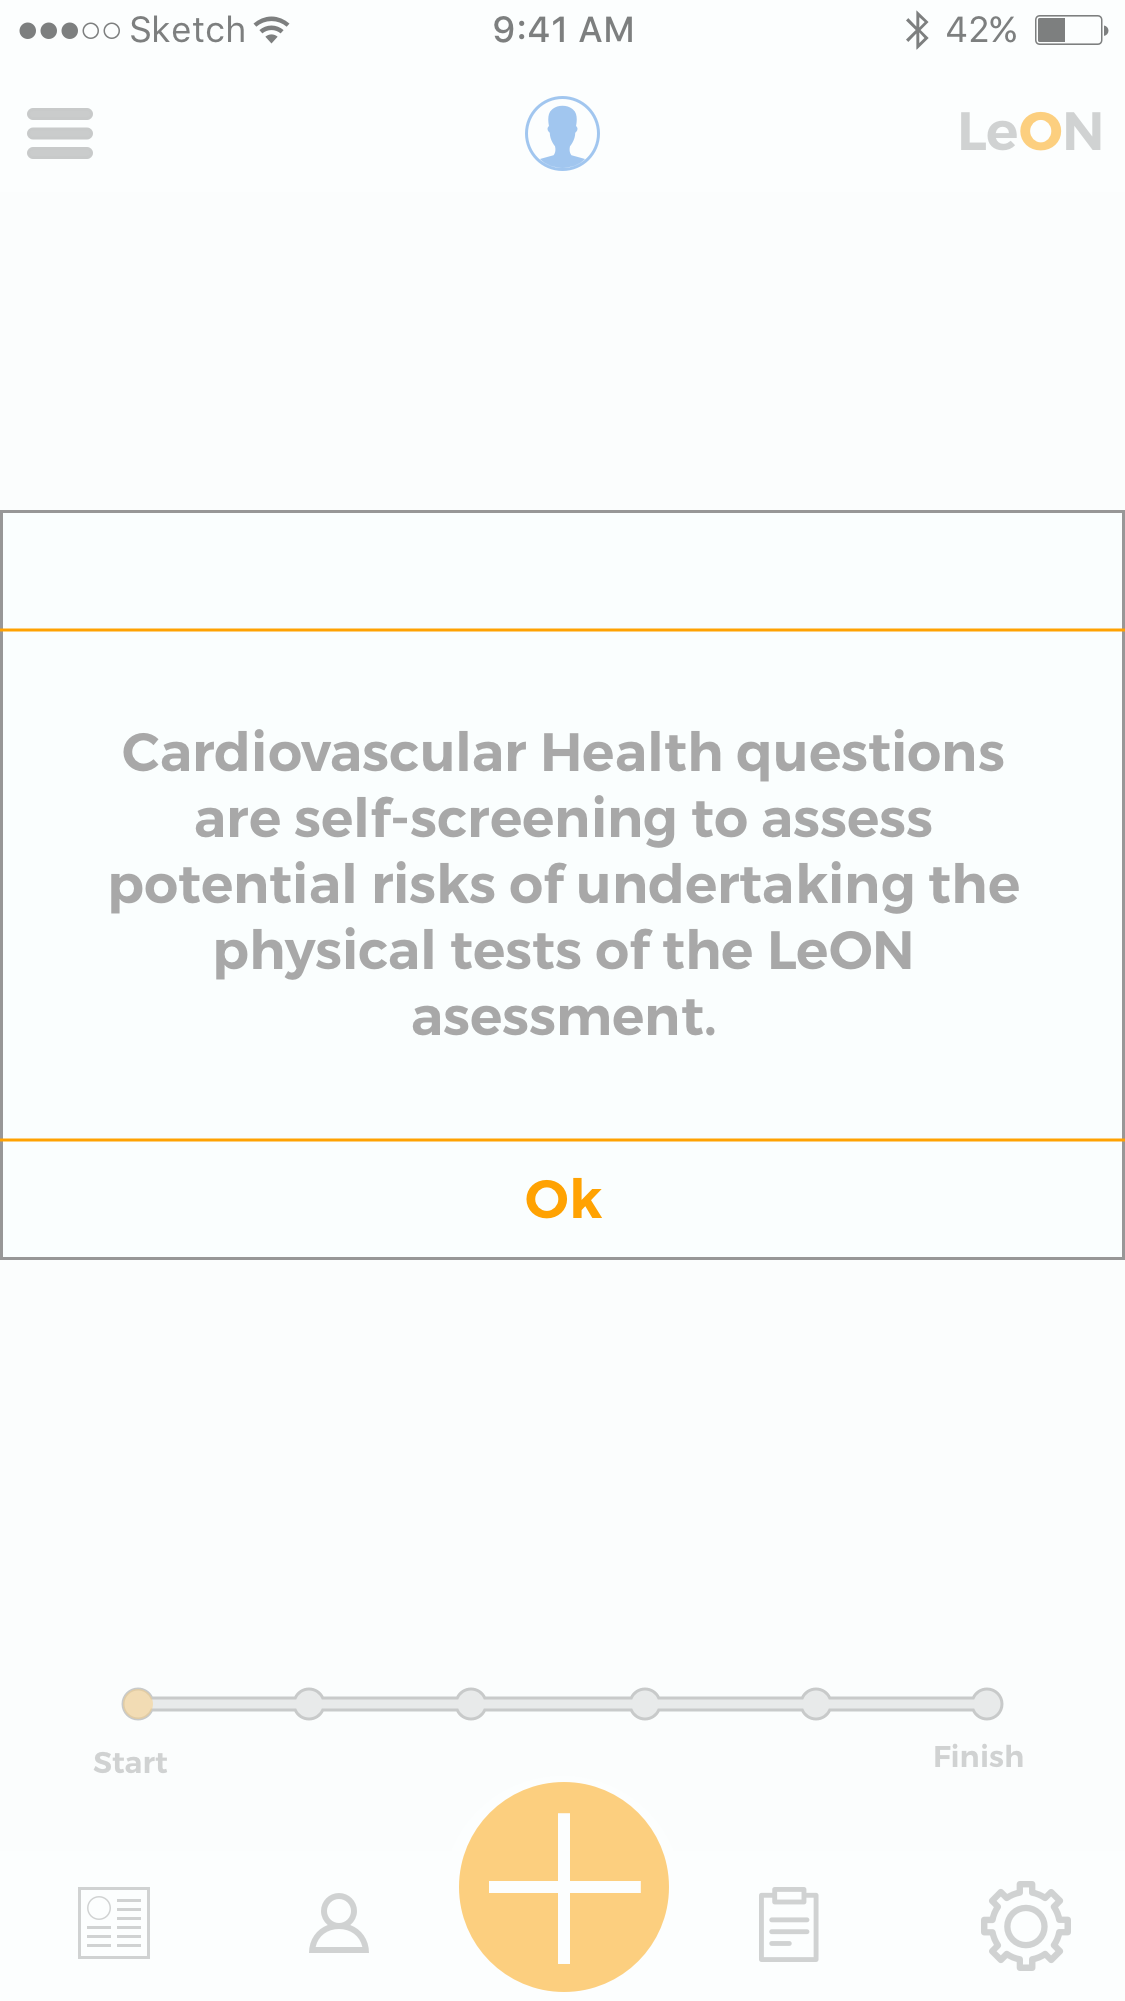 Sketch 9:41 AM 42%
LeON
Cardiovascular Health questions
are self-screening to assess
potential risks of undertaking the
physical tests of the LeON
asessment.
Ok
Start Finish